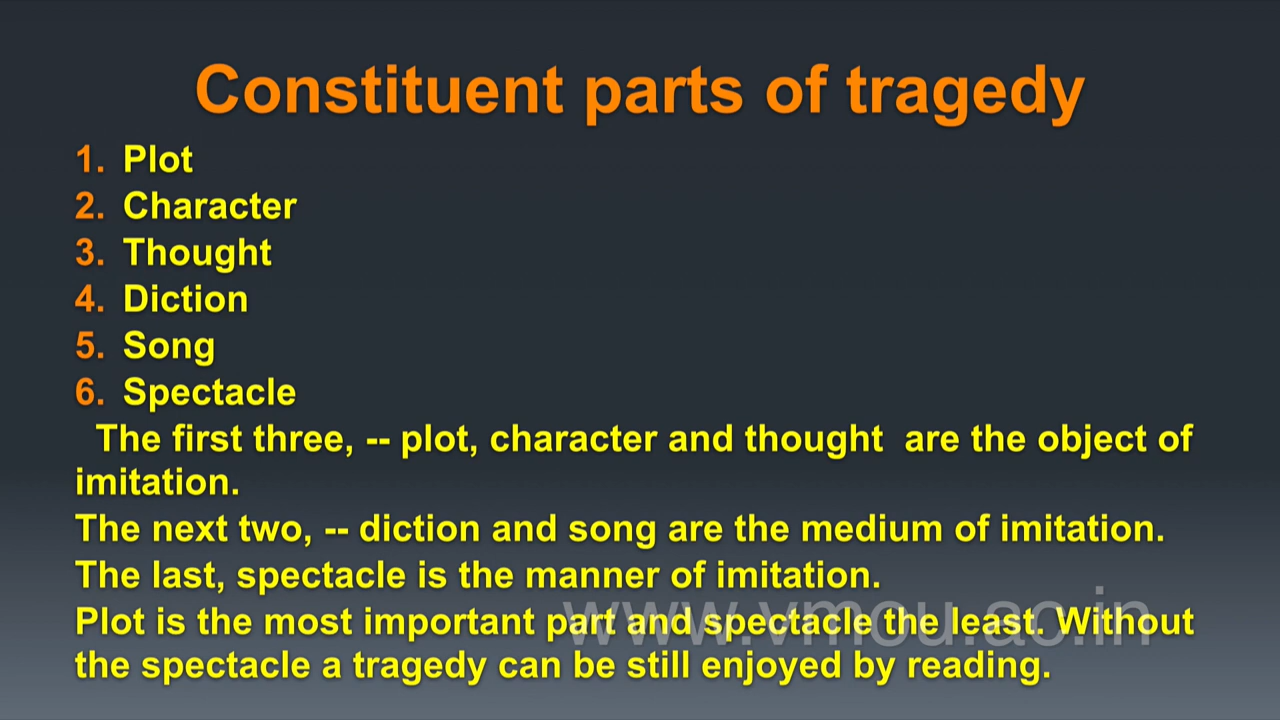 Constituent parts of tragedy
1. Plot
2. Character
3. Thought
4. Diction
5. Song
6. Spectacle
The first three, -- plot, character and thought are the object of
imitation.
The next two, -- diction and song are the medium of imitation.
The last, spectacle is the manner of imitation.
Plot is the most important part and spectacle the least. Without
the spectacle a tragedy can be still enjoyed by reading.
www.vmou.ac.in